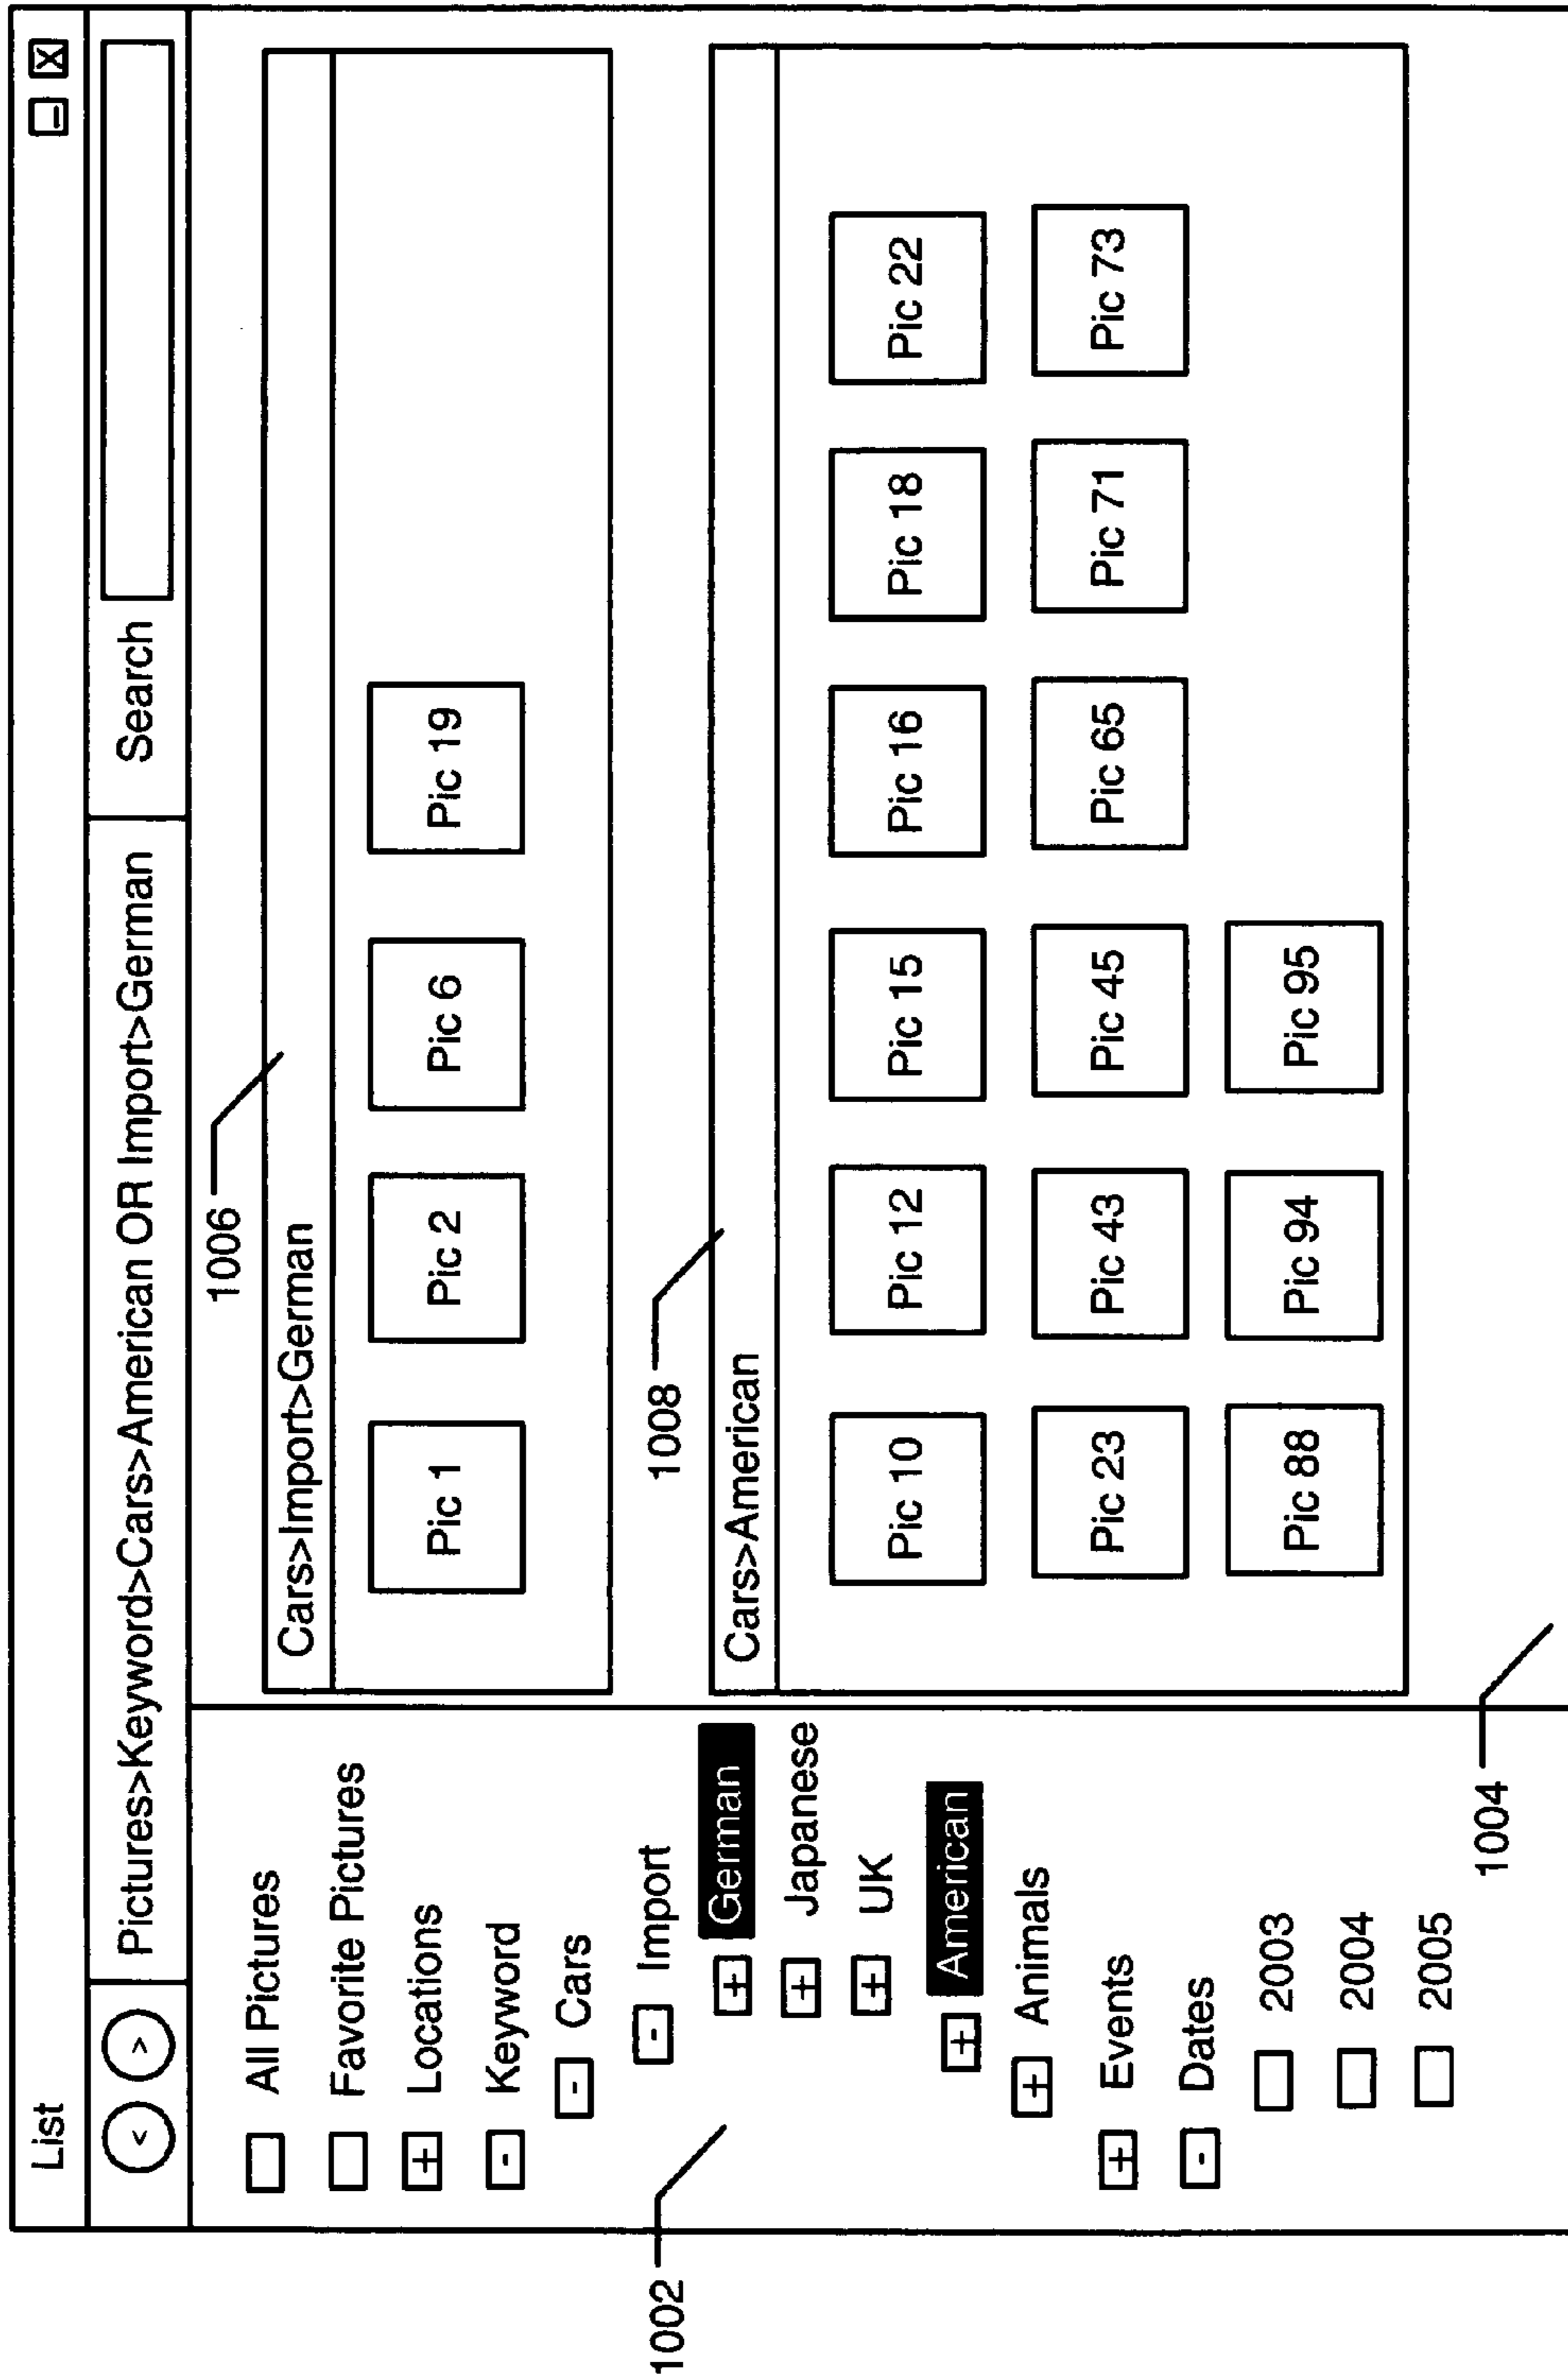 List - X
< > Pictures>Keyword>Cars>American OR Import>German Search
All Pictures
Favorite Pictures
+ Locations
- Keyword
- Cars
- Import
+ German
+ Japanese
+ UK
+ American
+ Animals
+ Events
- Dates
2003
2004
2005
1002
1006
Cars>Import>German
Pic 1 Pic 2 Pic 6 Pic 19
1008
Cars>American
Pic 10 Pic 12 Pic 15 Pic 16 Pic 18 Pic 22
Pic 23 Pic 43 Pic 45 Pic 65 Pic 71 Pic 73
Pic 88 Pic 94 Pic 95
1004